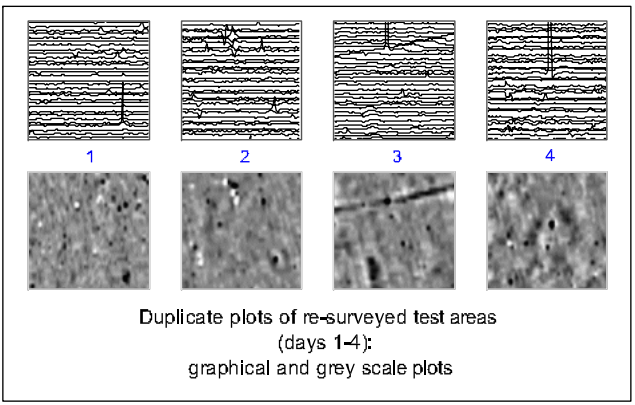 1 2 3 4
Duplicate plots of re-surveyed test areas
(days 1-4):
graphical and grey scale plots